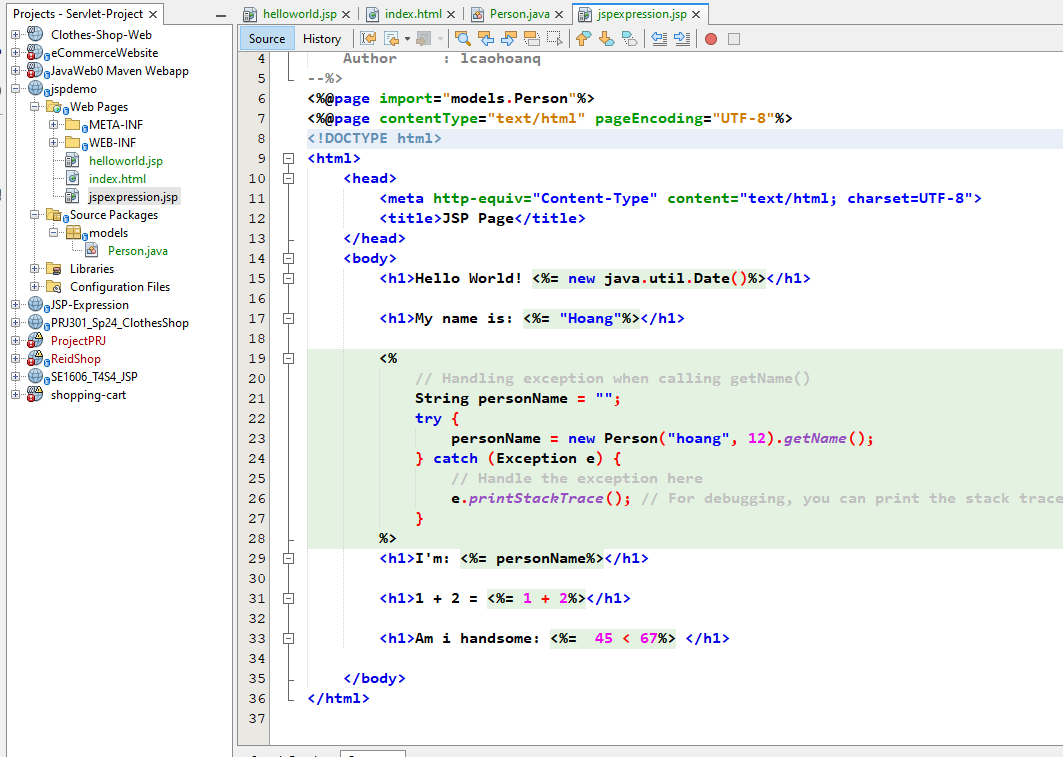 Projects - Servlet-Project ×
Clothes-Shop-Web
eCommerceWebsite
JavaWeb0 Maven Webapp
jspdemo
Web Pages
META-INF
WEB-INF
helloworld.jsp
index.html
jspexpression.jsp
Source Packages
models
Person.java
Libraries
Configuration Files
JSP-Expression
PRJ301_Sp24_ClothesShop
ProjectPRJ
ReidShop
SE1606_T4S4_JSP
shopping-cart
helloworld.jsp × index.html × Person.java × jspexpression.jsp ×
Source History
4 Author : lcaohoanq
5 --%>
6 <%@page import="models.Person"%>
7 <%@page contentType="text/html" pageEncoding="UTF-8"%>
8 <!DOCTYPE html>
9 <html>
10 <head>
11 <meta http-equiv="Content-Type" content="text/html; charset=UTF-8">
12 <title>JSP Page</title>
13 </head>
14 <body>
15 <h1>Hello World! <%= new java.util.Date()%></h1>
16
17 <h1>My name is: <%= "Hoang"%></h1>
18
19 <%
20 // Handling exception when calling getName()
21 String personName = "";
22 try {
23 personName = new Person("hoang", 12).getName();
24 } catch (Exception e) {
25 // Handle the exception here
26 e.printStackTrace(); // For debugging, you can print the stack trace
27 }
28 %>
29 <h1>I'm: <%= personName%></h1>
30
31 <h1>1 + 2 = <%= 1 + 2%></h1>
32
33 <h1>Am i handsome: <%= 45 < 67%> </h1>
34
35 </body>
36 </html>
37